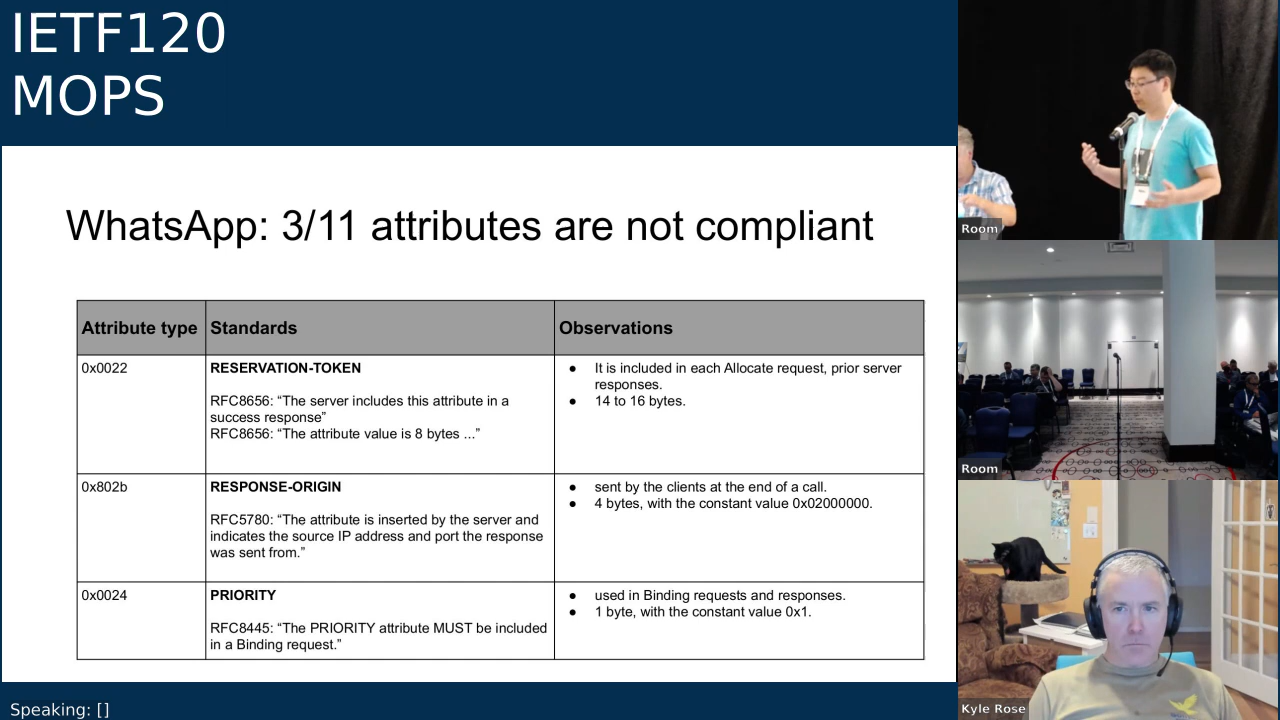 IETF120
MOPS
WhatsApp: 3/11 attributes are not compliant
Attribute type Standards Observations
0x0022
RESERVATION-TOKEN
RFC8656: “The server includes this attribute in a
success response”
RFC8656: “The attribute value is 8 bytes ...”
● It is included in each Allocate request, prior server
responses.
● 14 to 16 bytes.
0x802b
RESPONSE-ORIGIN
RFC5780: “The attribute is inserted by the server and
indicates the source IP address and port the response
was sent from.”
● sent by the clients at the end of a call.
● 4 bytes, with the constant value 0x02000000.
0x0024
PRIORITY
RFC8445: “The PRIORITY attribute MUST be included
in a Binding request.”
● used in Binding requests and responses.
● 1 byte, with the constant value 0x1.
Speaking: []
Room
Room
Kyle Rose